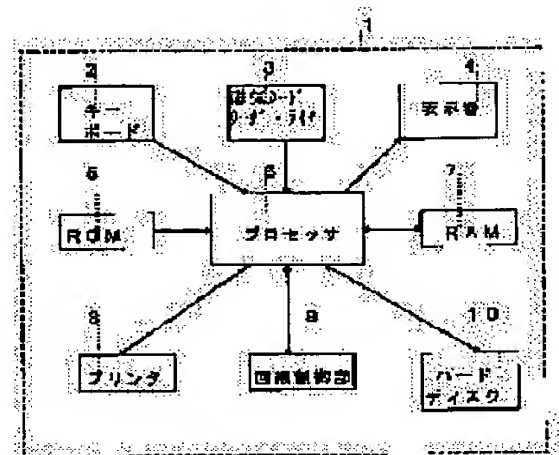 1
2
3
4
キー
ボード
磁気カード
リーダ・ライタ
表示器
5
6
7
ROM
プロセッサ
RAM
8
9
10
プリンタ
回線制御部
ハード
ディスク